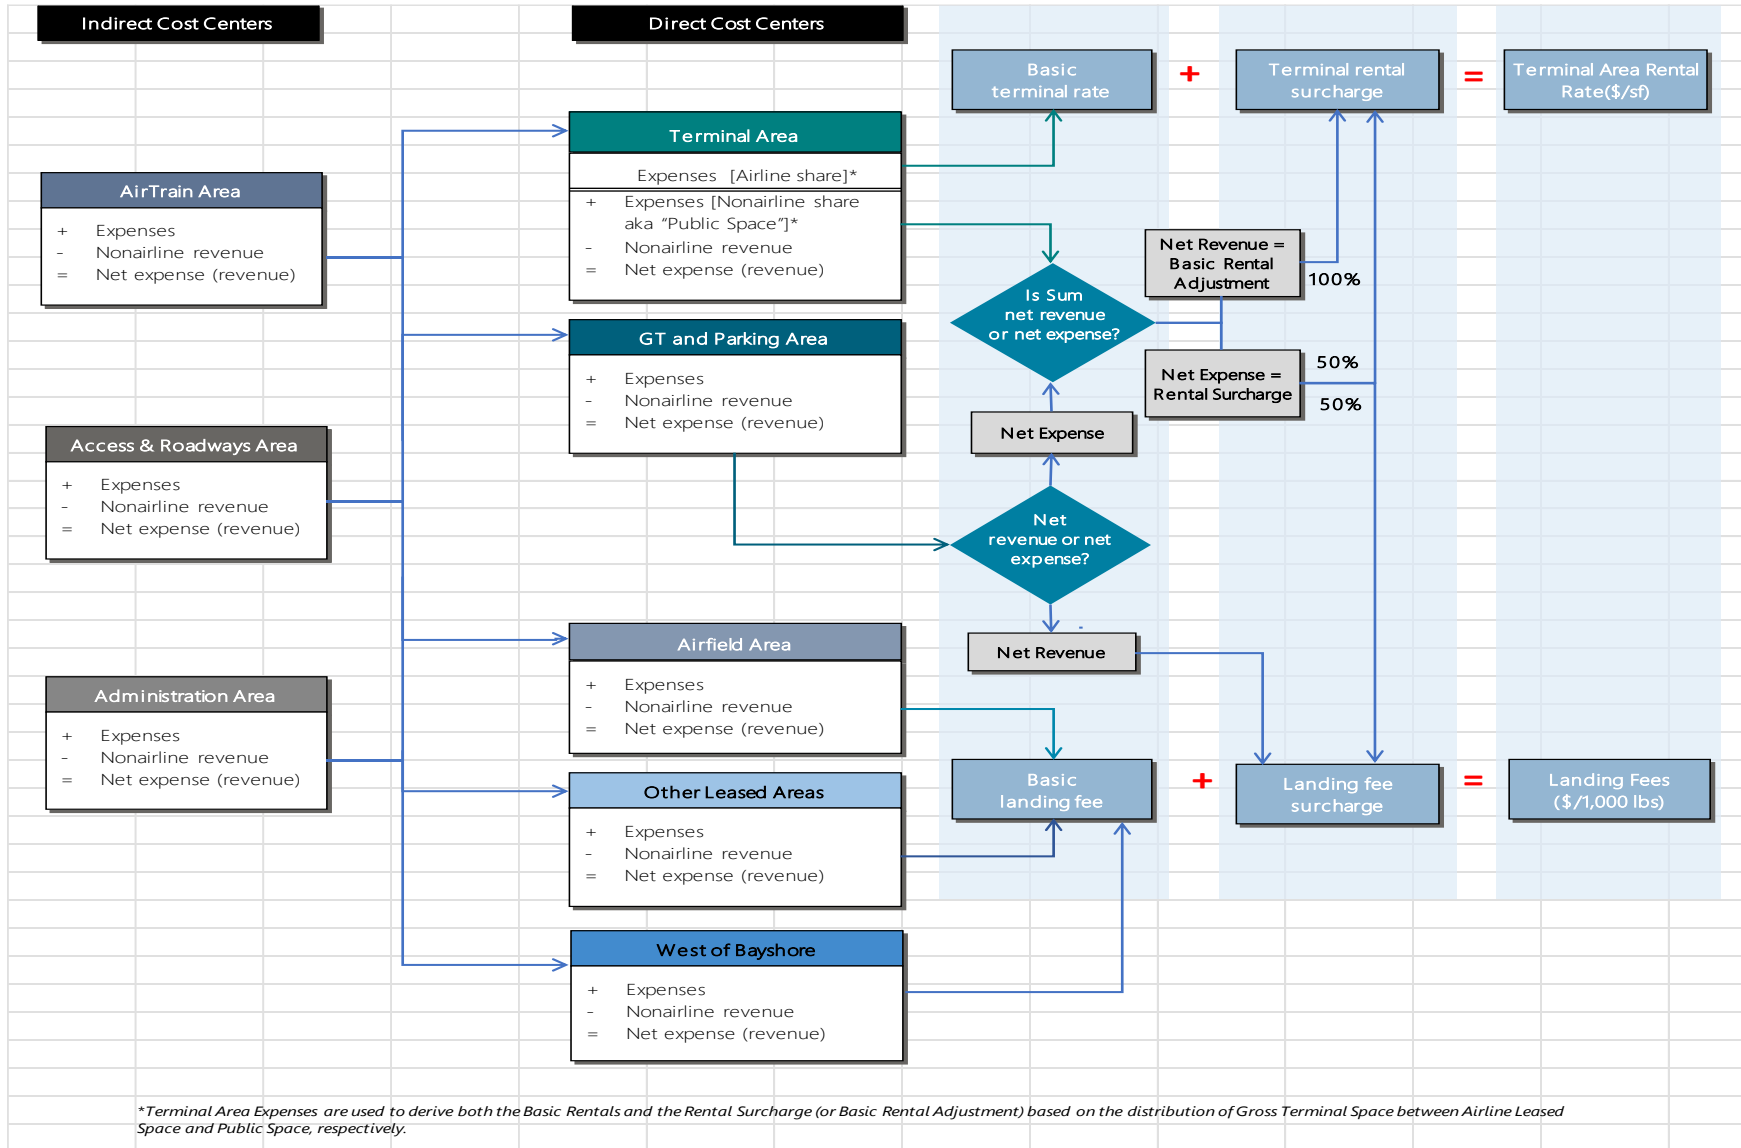 Indirect Cost Centers
Direct Cost Centers
Basic
terminal rate
+
Terminal rental
surcharge
=
Terminal Area Rental
Rate($/sf)
AirTrain Area
+ Expenses
- Nonairline revenue
= Net expense (revenue)
Access & Roadways Area
+ Expenses
- Nonairline revenue
= Net expense (revenue)
Administration Area
+ Expenses
- Nonairline revenue
= Net expense (revenue)
Terminal Area
Expenses [Airline share]*
+ Expenses [Nonairline share
aka “Public Space”]*
- Nonairline revenue
= Net expense (revenue)
GT and Parking Area
+ Expenses
- Nonairline revenue
= Net expense (revenue)
Airfield Area
+ Expenses
- Nonairline revenue
= Net expense (revenue)
Other Leased Areas
+ Expenses
- Nonairline revenue
= Net expense (revenue)
West of Bayshore
+ Expenses
- Nonairline revenue
= Net expense (revenue)
Is Sum
net revenue
or net expense?
Net Revenue =
Basic Rental
Adjustment
100%
Net Expense =
Rental Surcharge
50%
50%
Net Expense
Net
revenue or net
expense?
-
Net Revenue
Basic
landing fee
+
Landing fee
surcharge
=
Landing Fees
($/1,000 lbs)
*Terminal Area Expenses are used to derive both the Basic Rentals and the Rental Surcharge (or Basic Rental Adjustment) based on the distribution of Gross Terminal Space between Airline Leased
Space and Public Space, respectively.